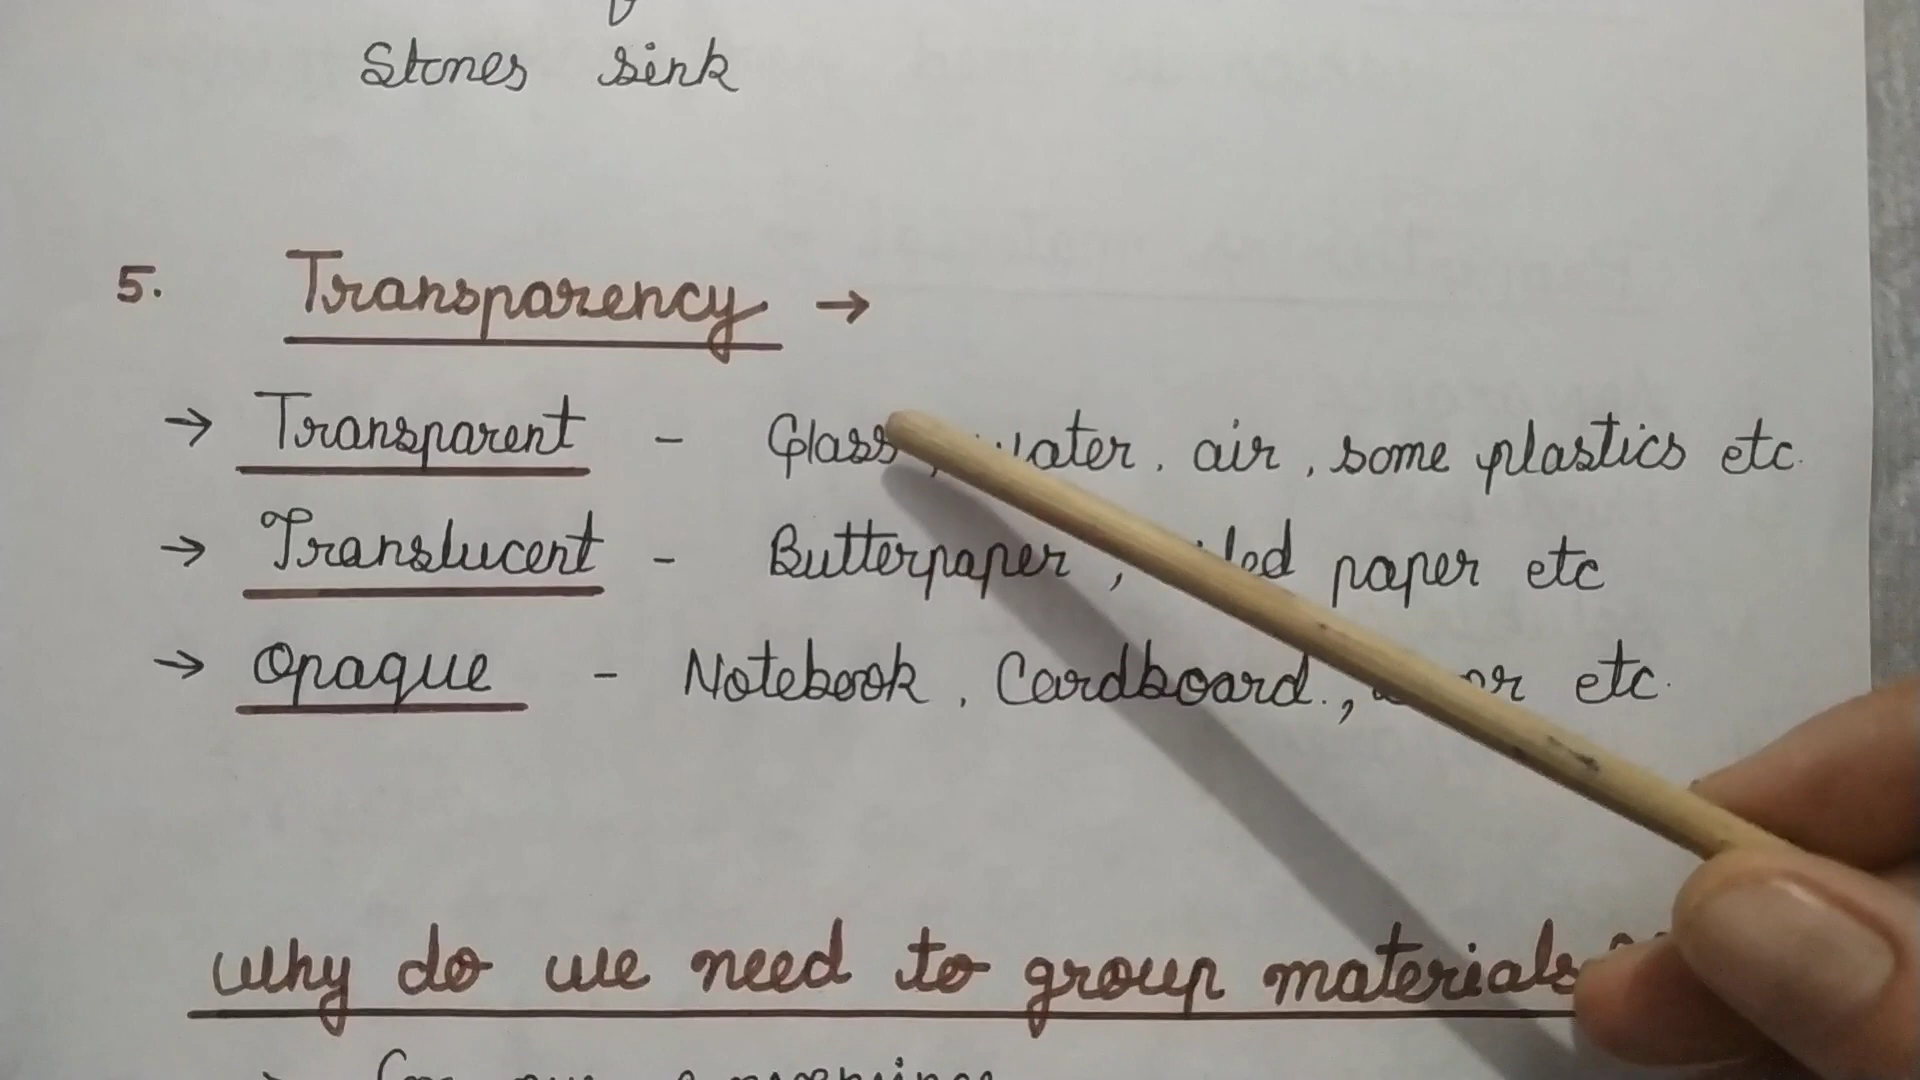 Stones sink
5. Transparency →
→ Transparent - Glass, water, air, some plastics etc.
→ Translucent - Butterpaper, paper etc
→ Opaque - Notebook, Cardboard., etc.
Why do we need to group materials